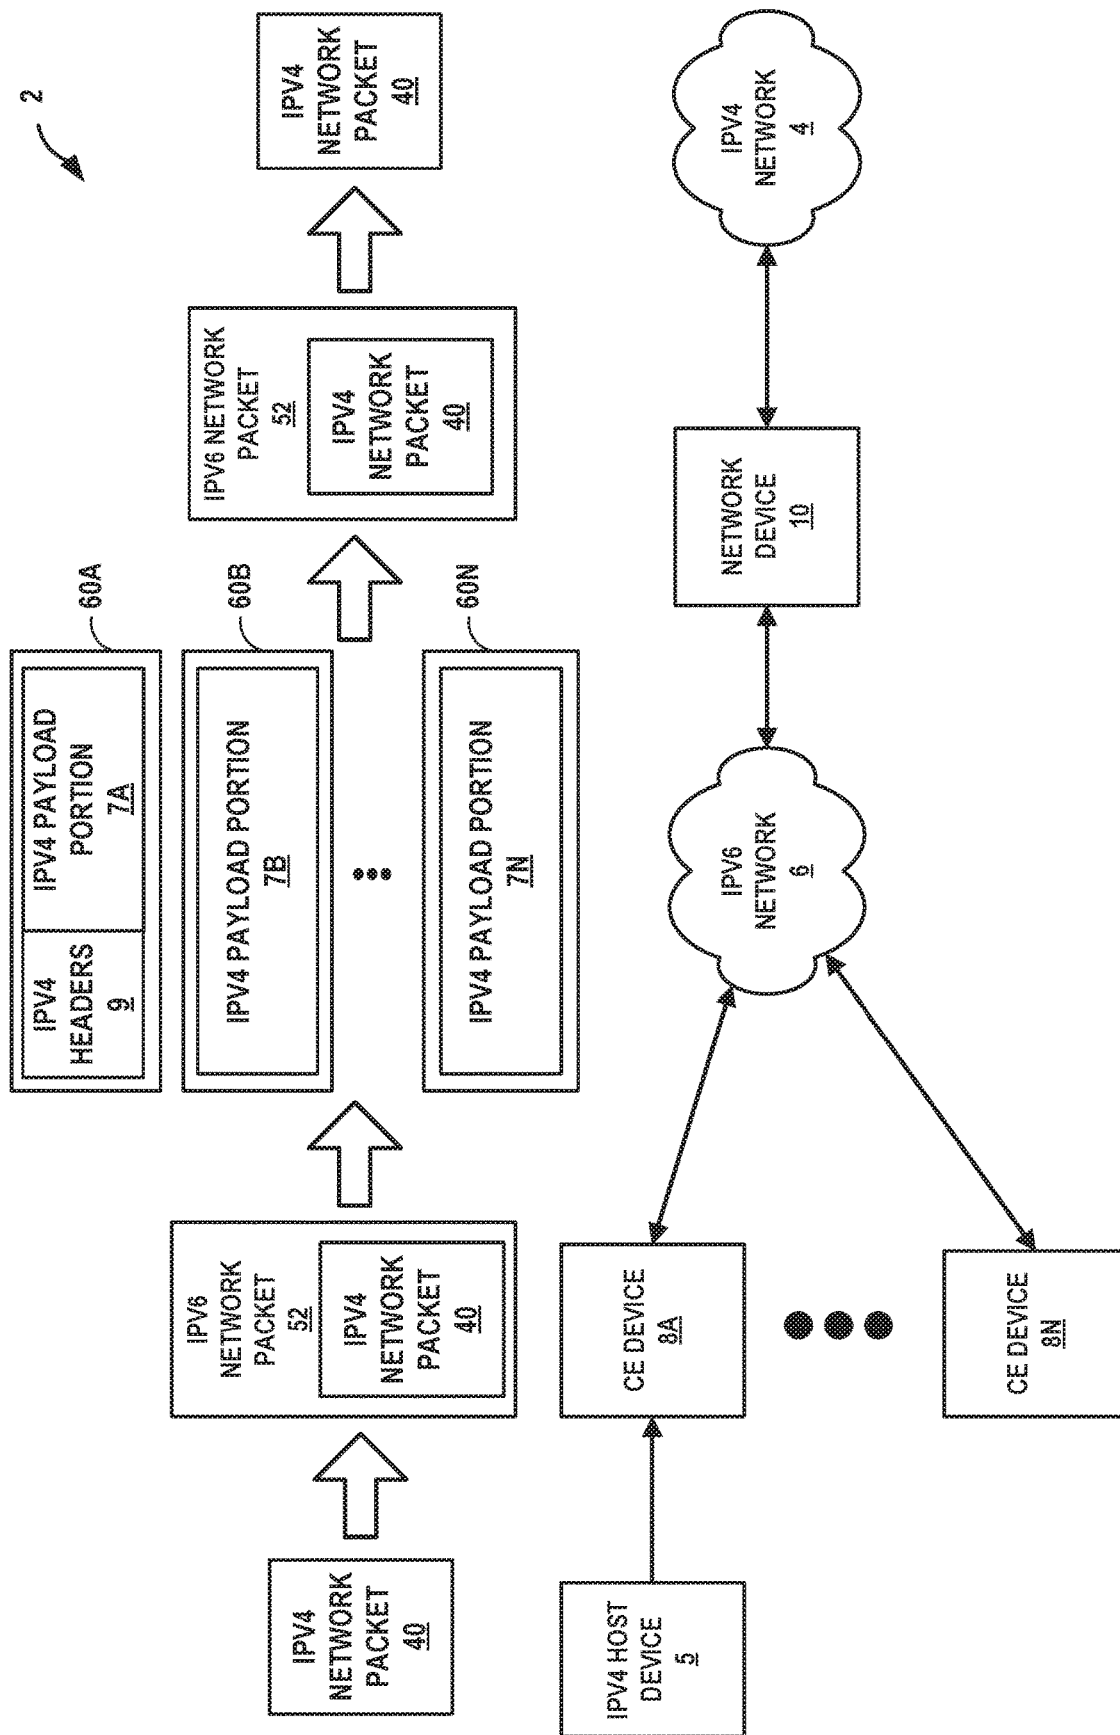 2
IPV4
NETWORK
PACKET
40
IPV6
NETWORK
PACKET
52
IPV4
NETWORK
PACKET
40
IPV4
HEADERS
9
IPV4 PAYLOAD
PORTION
7A
60A
IPV4 PAYLOAD PORTION
7B
60B
IPV4 PAYLOAD PORTION
7N
60N
IPV6 NETWORK
PACKET
52
IPV4
NETWORK
PACKET
40
IPV4
NETWORK
PACKET
40
IPV4 HOST
DEVICE
5
CE DEVICE
8A
CE DEVICE
8N
IPV6
NETWORK
6
NETWORK
DEVICE
10
IPV4
NETWORK
4